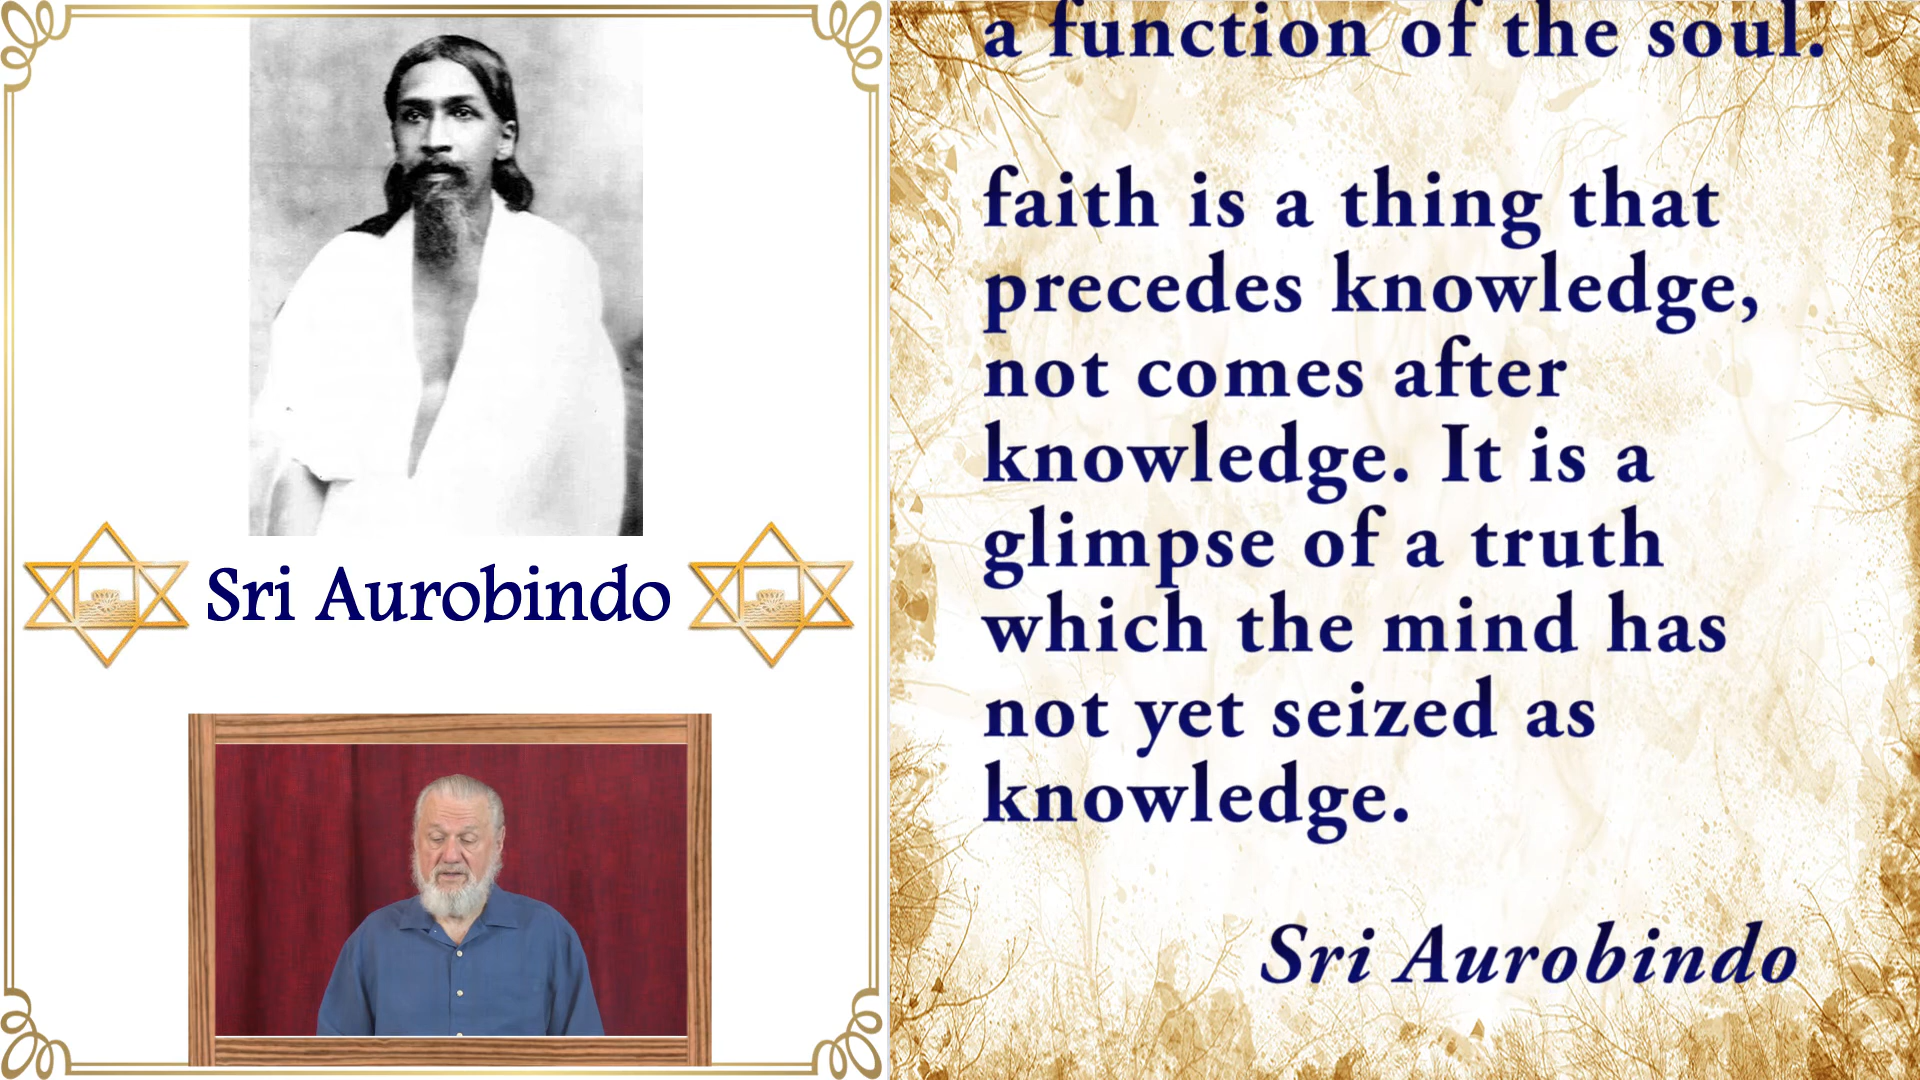 Sri Aurobindo
a function of the soul.
faith is a thing that
precedes knowledge,
not comes after
knowledge. It is a
glimpse of a truth
which the mind has
not yet seized as
knowledge.
Sri Aurobindo